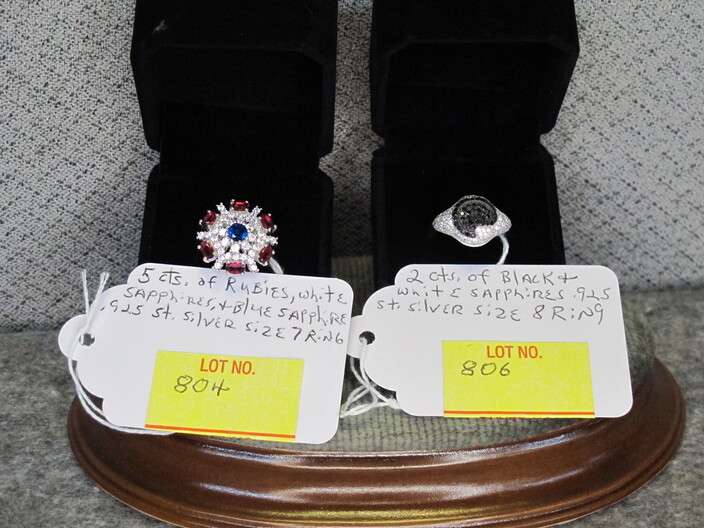 5 cts. of RUBIES, white
SAPPHIRES, & BLUE SAPPHIRE
.925 st. SILVER SIZE 7 RING
LOT NO.
804
2 cts. of BLACK &
white SAPPHIRES .925
st. SILVER SIZE 8 RING
LOT NO.
806